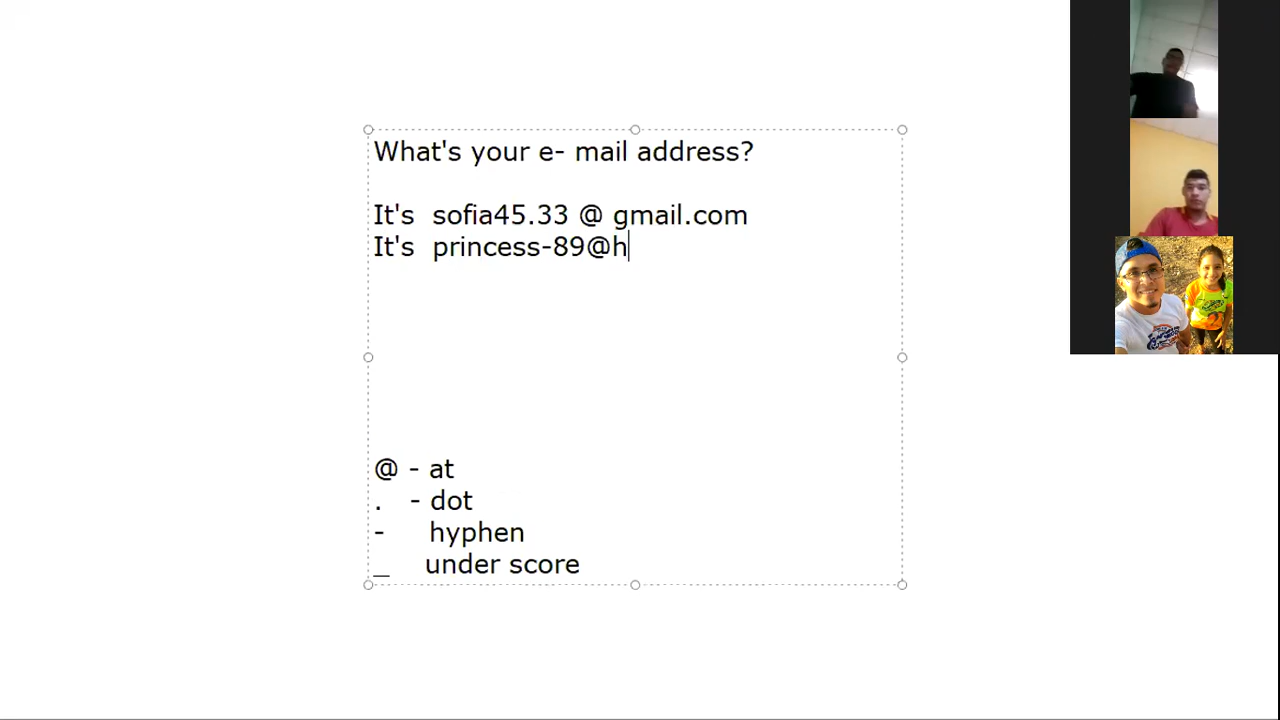 What's your e- mail address?
It's  sofia45.33 @ gmail.com
It's  princess-89@h
@ - at
.   - dot
-     hyphen
_    under score